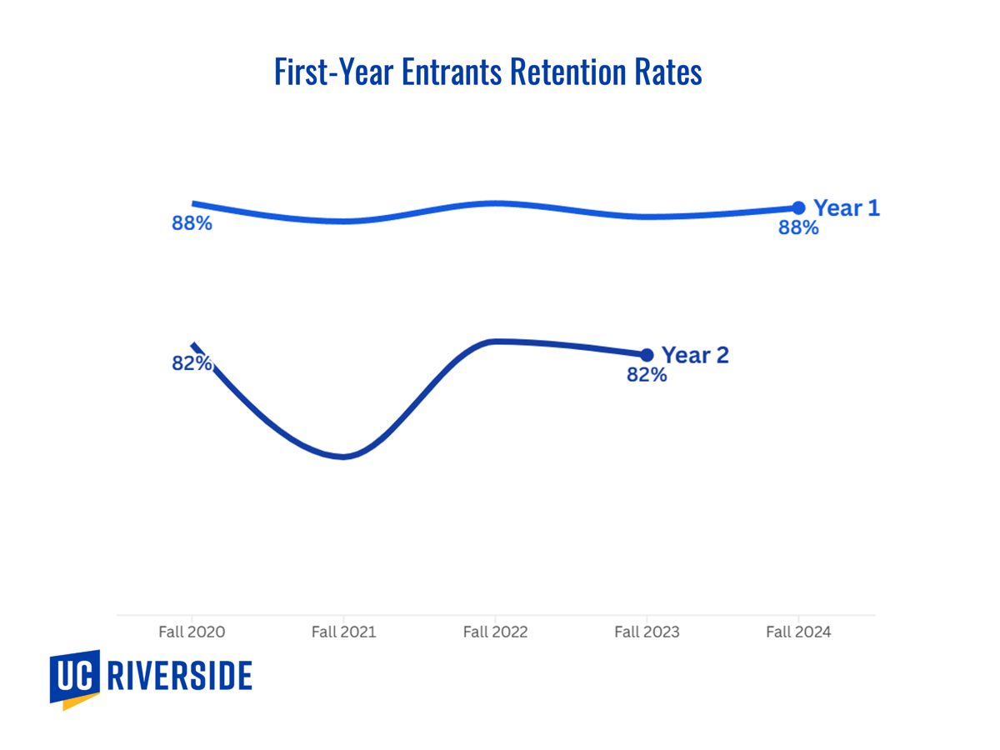 First-Year Entrants Retention Rates
88%
Year 1
88%
82%
Year 2
82%
Fall 2020
Fall 2021
Fall 2022
Fall 2023
Fall 2024
UC RIVERSIDE